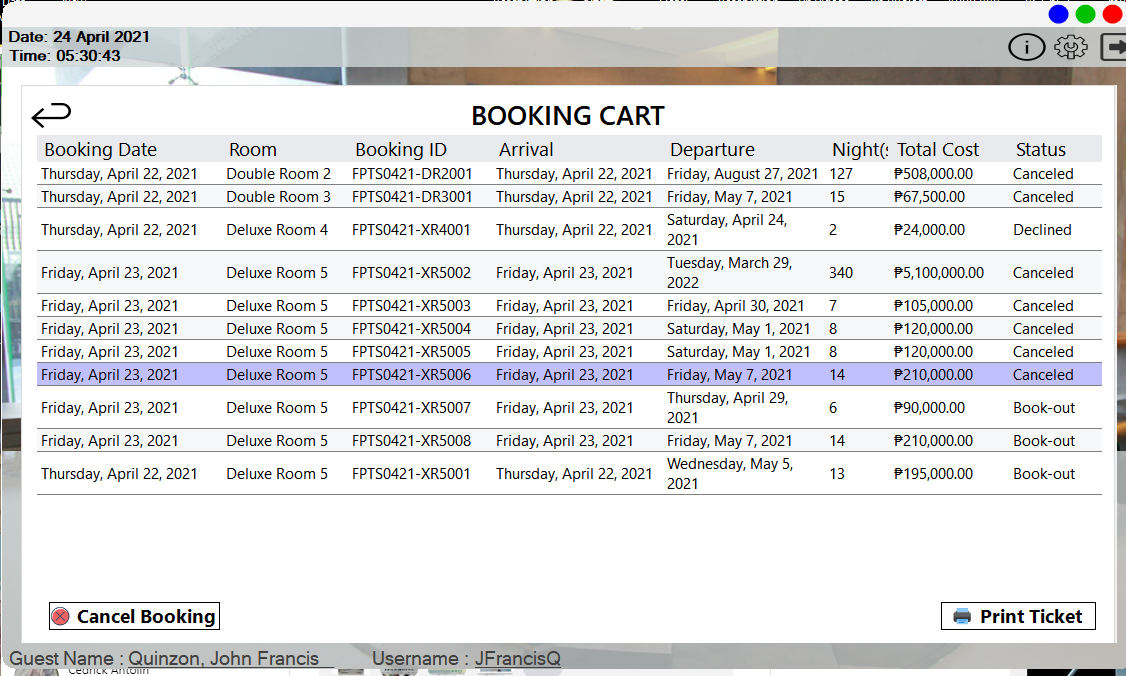 Date: 24 April 2021
Time: 05:30:43
BOOKING CART
Booking Date Room Booking ID Arrival Departure Night(s Total Cost Status
Thursday, April 22, 2021 Double Room 2 FPTS0421-DR2001 Thursday, April 22, 2021 Friday, August 27, 2021 127 ₱508,000.00 Canceled
Thursday, April 22, 2021 Double Room 3 FPTS0421-DR3001 Thursday, April 22, 2021 Friday, May 7, 2021 15 ₱67,500.00 Canceled
Thursday, April 22, 2021 Deluxe Room 4 FPTS0421-XR4001 Thursday, April 22, 2021 Saturday, April 24,
2021 2 ₱24,000.00 Declined
Friday, April 23, 2021 Deluxe Room 5 FPTS0421-XR5002 Friday, April 23, 2021 Tuesday, March 29,
2022 340 ₱5,100,000.00 Canceled
Friday, April 23, 2021 Deluxe Room 5 FPTS0421-XR5003 Friday, April 23, 2021 Friday, April 30, 2021 7 ₱105,000.00 Canceled
Friday, April 23, 2021 Deluxe Room 5 FPTS0421-XR5004 Friday, April 23, 2021 Saturday, May 1, 2021 8 ₱120,000.00 Canceled
Friday, April 23, 2021 Deluxe Room 5 FPTS0421-XR5005 Friday, April 23, 2021 Saturday, May 1, 2021 8 ₱120,000.00 Canceled
Friday, April 23, 2021 Deluxe Room 5 FPTS0421-XR5006 Friday, April 23, 2021 Friday, May 7, 2021 14 ₱210,000.00 Canceled
Friday, April 23, 2021 Deluxe Room 5 FPTS0421-XR5007 Friday, April 23, 2021 Thursday, April 29,
2021 6 ₱90,000.00 Book-out
Friday, April 23, 2021 Deluxe Room 5 FPTS0421-XR5008 Friday, April 23, 2021 Friday, May 7, 2021 14 ₱210,000.00 Book-out
Thursday, April 22, 2021 Deluxe Room 5 FPTS0421-XR5001 Thursday, April 22, 2021 Wednesday, May 5,
2021 13 ₱195,000.00 Book-out
Cancel Booking Print Ticket
Guest Name : Quinzon, John Francis Username : JFrancisQ
Cedrick Antolin